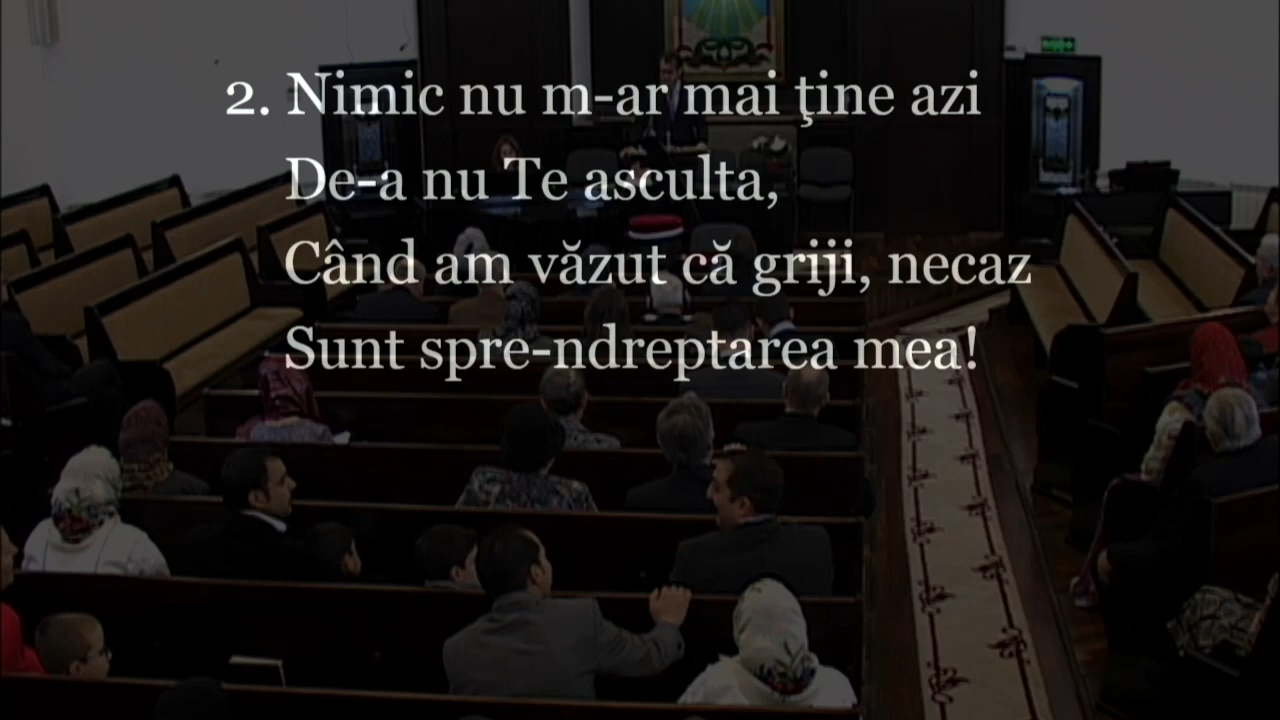 2. Nimic nu m-ar mai ţine azi
De-a nu Te asculta,
Când am văzut că griji, necaz
Sunt spre-ndreptarea mea!